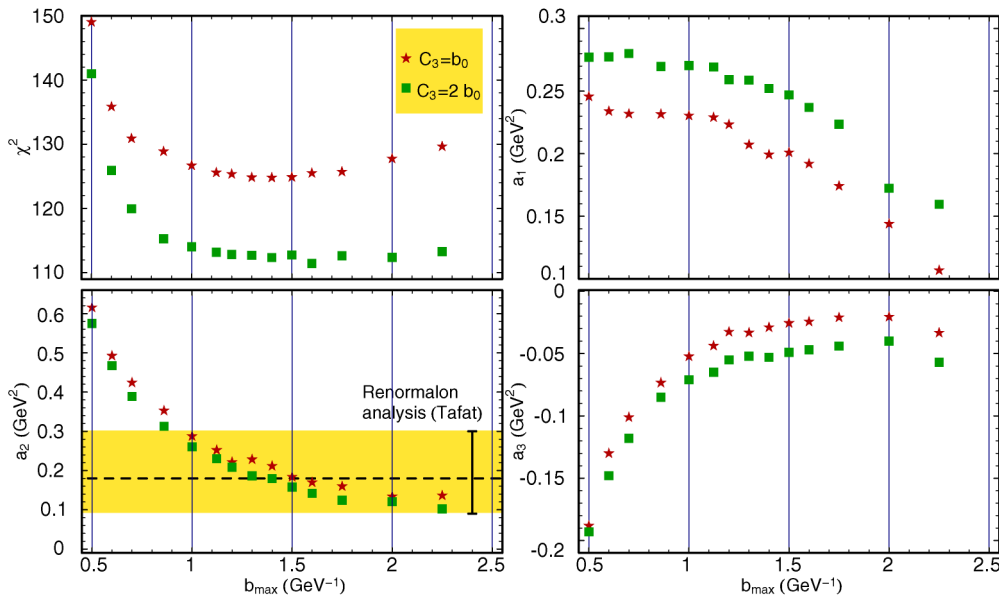 150
140
130
120
110
χ²
C₃=b₀
C₃=2 b₀
0.3
0.25
0.2
0.15
0.1
a₁ (GeV²)
0.6
0.5
0.4
0.3
0.2
0.1
0
a₂ (GeV²)
Renormalon
analysis (Tafat)
0.5 1 1.5 2 2.5
bₘₐₓ (GeV⁻¹)
0
-0.05
-0.1
-0.15
-0.2
a₃ (GeV²)
0.5 1 1.5 2 2.5
bₘₐₓ (GeV⁻¹)